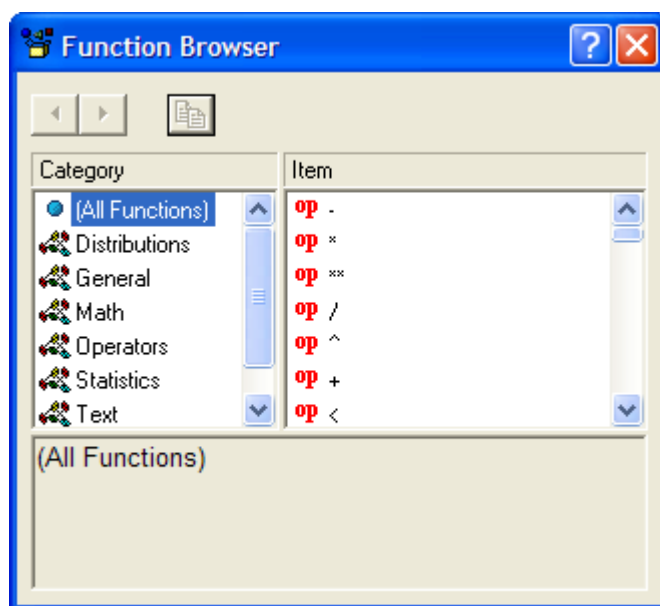 Function Browser
Category
Item
(All Functions)
Distributions
General
Math
Operators
Statistics
Text
op -
op *
op **
op /
op ^
op +
op <
(All Functions)